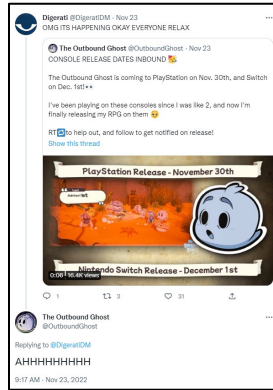 Digerati @DigeratiDM · Nov 23
OMG ITS HAPPENING OKAY EVERYONE RELAX
The Outbound Ghost @OutboundGhost · Nov 23
CONSOLE RELEASE DATES INBOUND 🥰
The Outbound Ghost is coming to PlayStation on Nov. 30th, and Switch
on Dec. 1st!👀
I've been playing on these consoles since I was like 2, and now I'm
finally releasing my RPG on them 🥹
RT🔁to help out, and follow to get notified on release!
Show this thread
PlayStation Release - November 30th
0:06
16.4K views
Nintendo Switch Release - December 1st
1
3
31
The Outbound Ghost
@OutboundGhost
Replying to @DigeratiDM
AHHHHHHHHH
9:17 AM · Nov 23, 2022